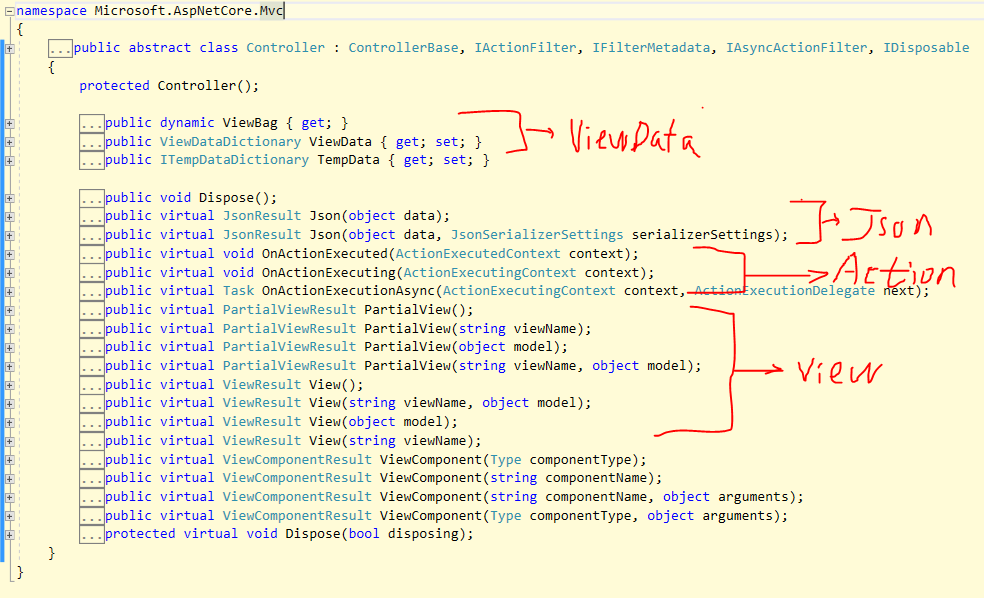 namespace Microsoft.AspNetCore.Mvc
{
...public abstract class Controller : ControllerBase, IActionFilter, IFilterMetadata, IAsyncActionFilter, IDisposable
{
protected Controller();
...public dynamic ViewBag { get; }
...public ViewDataDictionary ViewData { get; set; }
...public ITempDataDictionary TempData { get; set; }
ViewData
...public void Dispose();
...public virtual JsonResult Json(object data);
...public virtual JsonResult Json(object data, JsonSerializerSettings serializerSettings);
Json
...public virtual void OnActionExecuted(ActionExecutedContext context);
...public virtual void OnActionExecuting(ActionExecutingContext context);
...public virtual Task OnActionExecutionAsync(ActionExecutingContext context, ActionExecutionDelegate next);
Action
...public virtual PartialViewResult PartialView();
...public virtual PartialViewResult PartialView(string viewName);
...public virtual PartialViewResult PartialView(object model);
...public virtual PartialViewResult PartialView(string viewName, object model);
...public virtual ViewResult View();
...public virtual ViewResult View(string viewName, object model);
...public virtual ViewResult View(object model);
...public virtual ViewResult View(string viewName);
View
...public virtual ViewComponentResult ViewComponent(Type componentType);
...public virtual ViewComponentResult ViewComponent(string componentName);
...public virtual ViewComponentResult ViewComponent(string componentName, object arguments);
...public virtual ViewComponentResult ViewComponent(Type componentType, object arguments);
...protected virtual void Dispose(bool disposing);
}
}